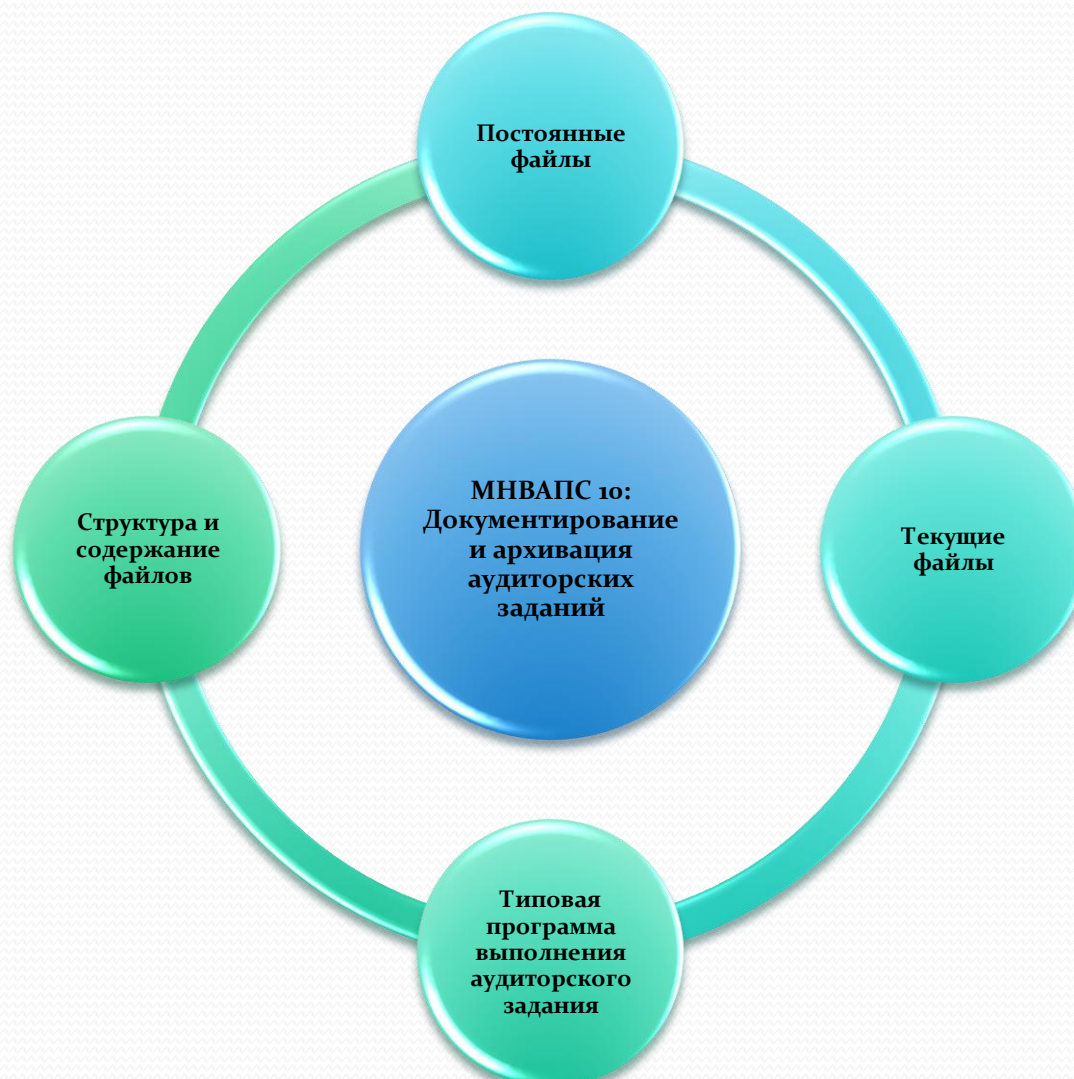 Постоянные
файлы
Структура и
содержание
файлов
МНВАПС 10:
Документирование
и архивация
аудиторских
заданий
Текущие
файлы
Типовая
программа
выполнения
аудиторского
задания